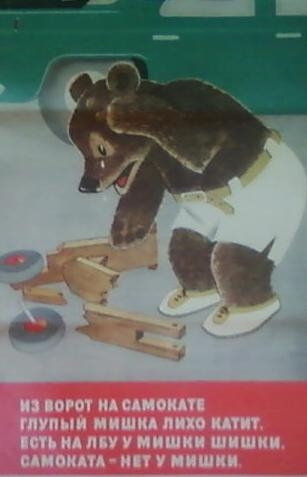 ИЗ ВОРОТ НА САМОКАТЕ
ГЛУПЫЙ МИШКА ЛИХО КАТИТ.
ЕСТЬ НА ЛБУ У МИШКИ ШИШКИ,
САМОКАТА - НЕТ У МИШКИ.